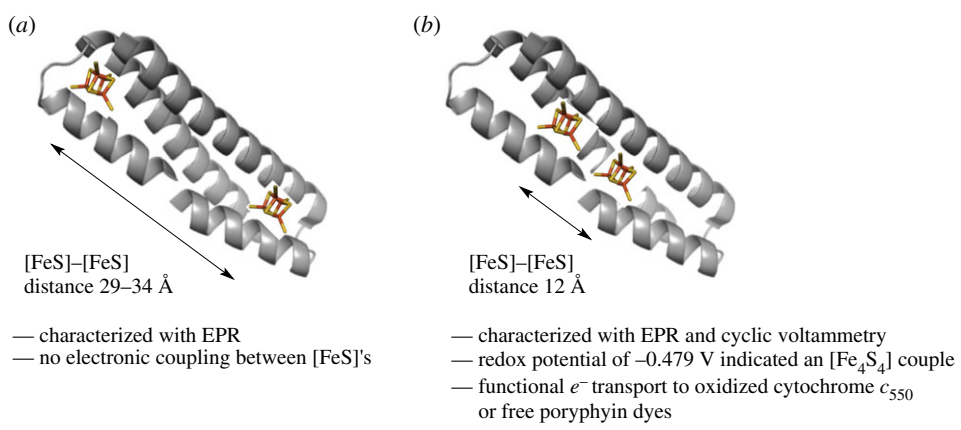 (a)
[FeS]–[FeS]
distance 29–34 Å
— characterized with EPR
— no electronic coupling between [FeS]'s
(b)
[FeS]–[FeS]
distance 12 Å
— characterized with EPR and cyclic voltammetry
— redox potential of –0.479 V indicated an [Fe₄S₄] couple
— functional e⁻ transport to oxidized cytochrome c₅₅₀
or free poryphyin dyes